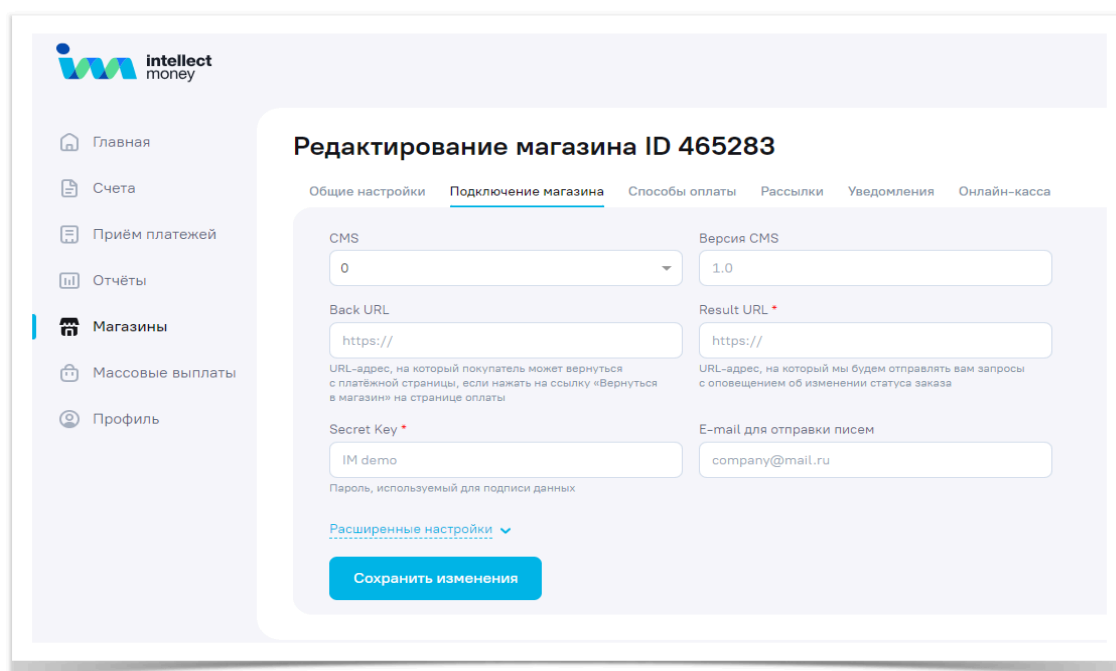 intellect
money
Главная
Счета
Приём платежей
Отчёты
Магазины
Массовые выплаты
Профиль
Редактирование магазина ID 465283
Общие настройки Подключение магазина Способы оплаты Рассылки Уведомления Онлайн-касса
CMS Версия CMS
0 1.0
Back URL Result URL *
https:// https://
URL-адрес, на который покупатель может вернуться
с платёжной страницы, если нажать на ссылку «Вернуться
в магазин» на странице оплаты
URL-адрес, на который мы будем отправлять вам запросы
с оповещением об изменении статуса заказа
Secret Key * E-mail для отправки писем
IM demo company@mail.ru
Пароль, используемый для подписи данных
Расширенные настройки
Сохранить изменения